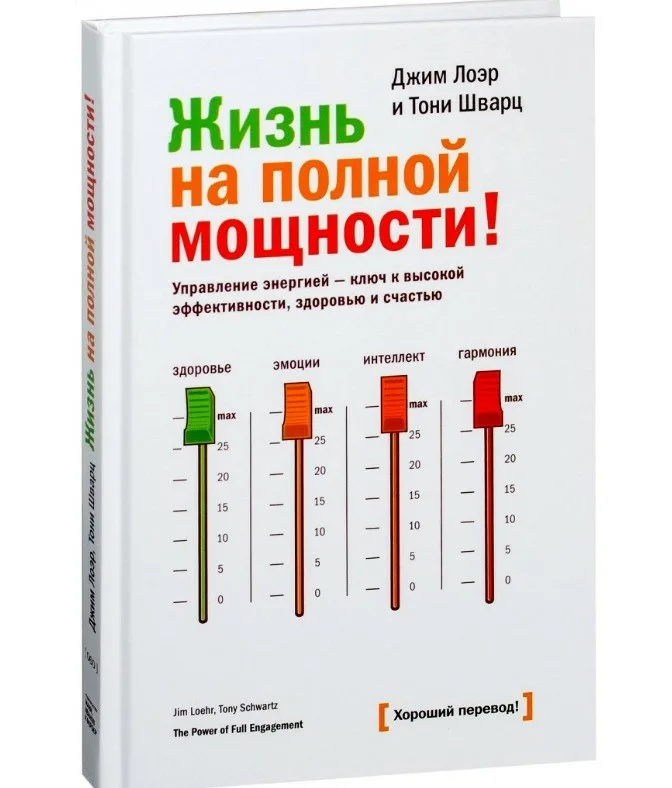 Джим Лоэр
и Тони Шварц
Жизнь
на полной
мощности!
Управление энергией – ключ к высокой
эффективности, здоровью и счастью
здоровье
эмоции
интеллект
гармония
max
25
20
15
10
5
0
max
25
20
15
10
5
0
max
25
20
15
10
5
0
max
25
20
15
10
5
0
Jim Loehr, Tony Schwartz
The Power of Full Engagement
[ Хороший перевод! ]
Джим Лоэр, Тони Шварц Жизнь на полной мощности!